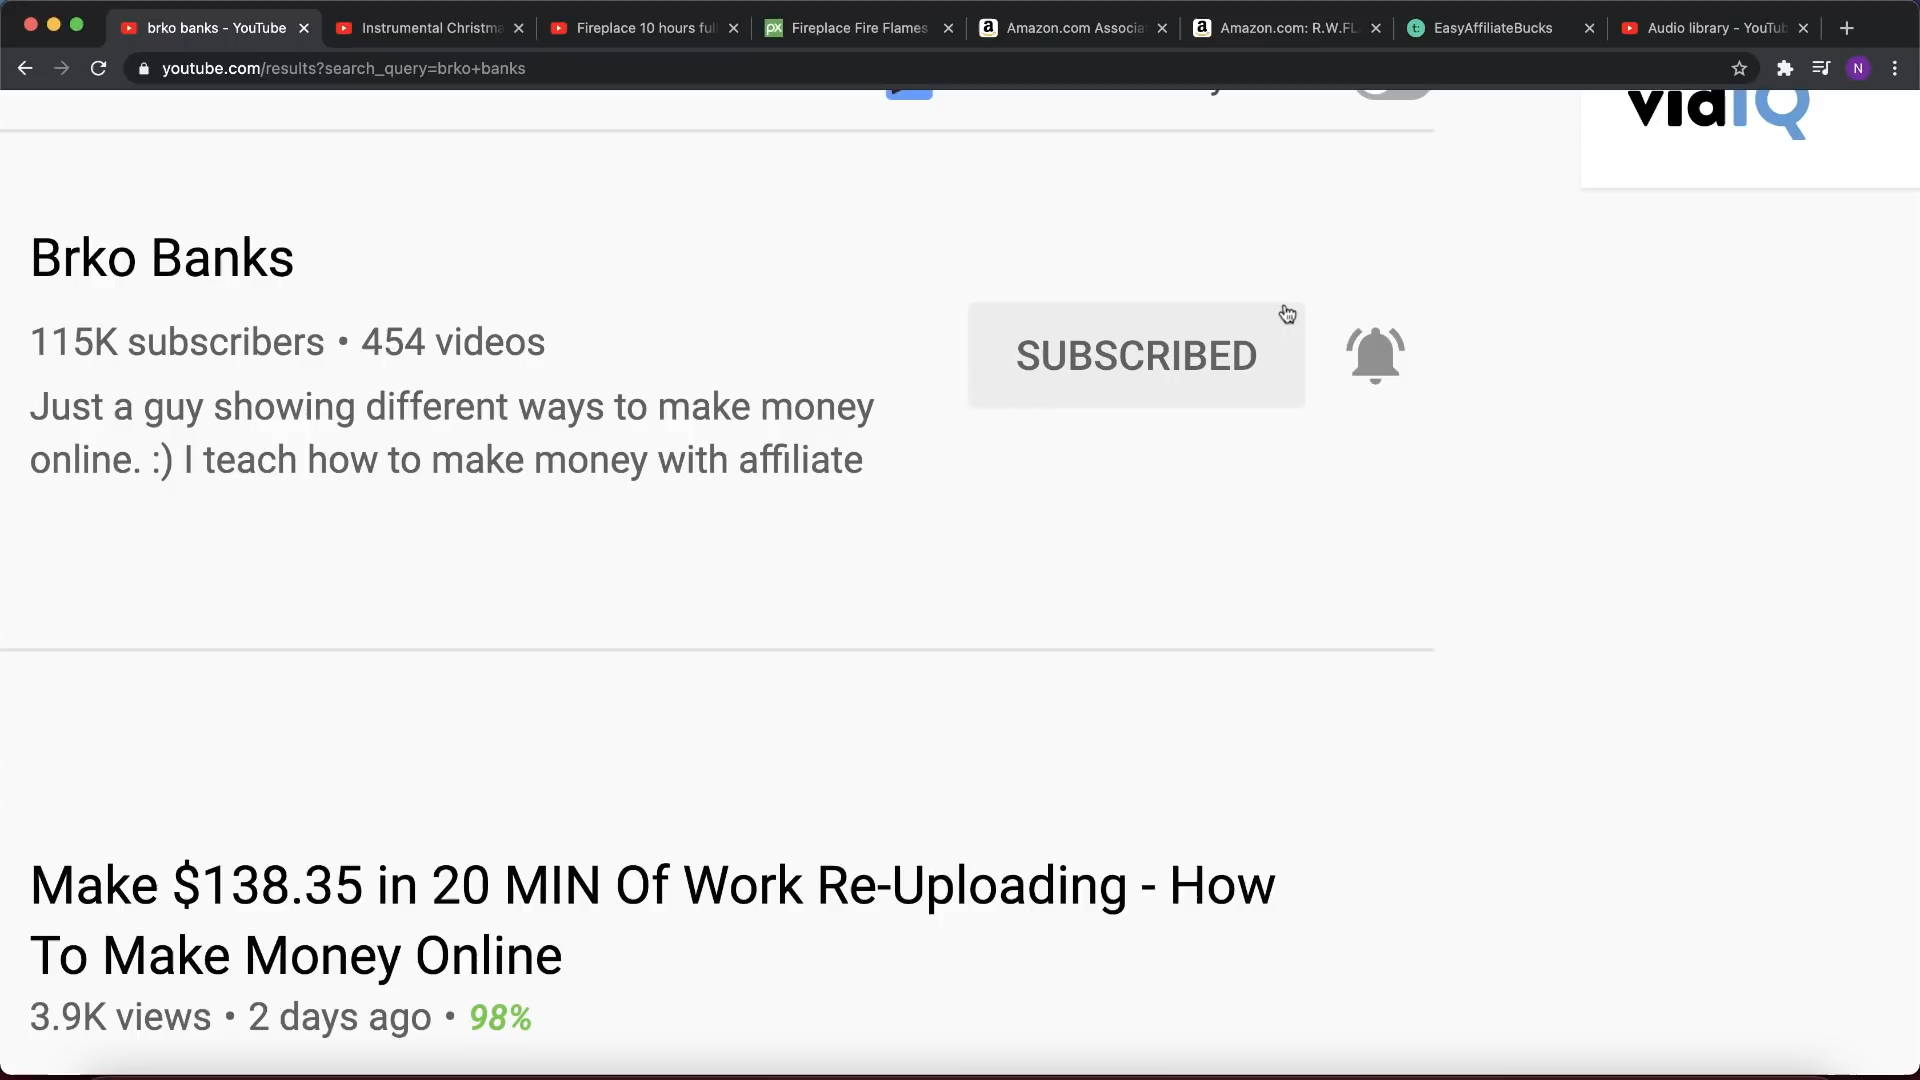 brko banks - YouTube
Instrumental Christma
Fireplace 10 hours ful
px
Fireplace Fire Flames
a
Amazon.com Associa
a
Amazon.com: R.W.FL
t
EasyAffiliateBucks
Audio library - YouTub
youtube.com/results?search_query=brko+banks
N
vidIQ
Brko Banks
115K subscribers • 454 videos
SUBSCRIBED
Just a guy showing different ways to make money
online. :) I teach how to make money with affiliate
Make $138.35 in 20 MIN Of Work Re-Uploading - How
To Make Money Online
3.9K views • 2 days ago • 98%